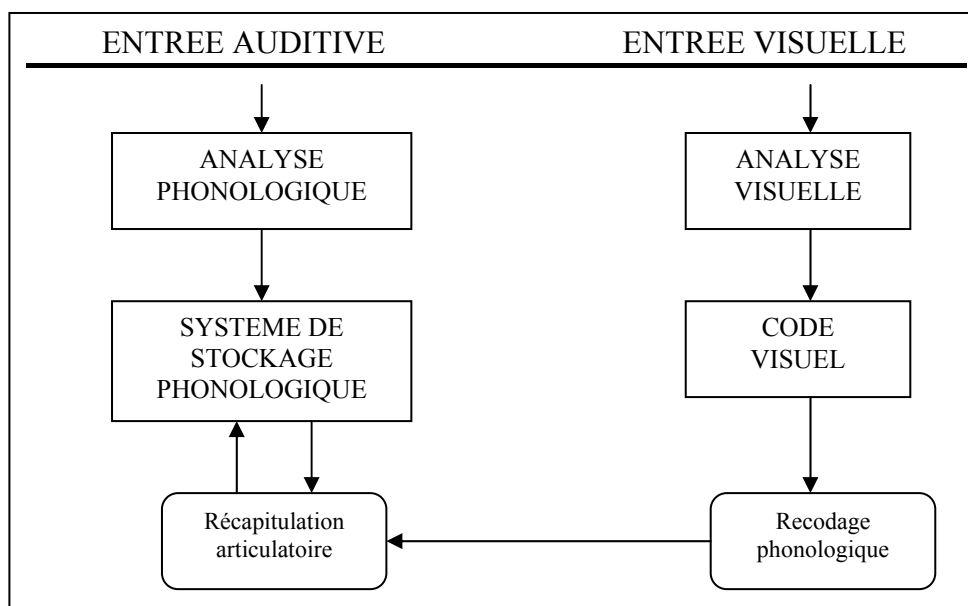 ENTREE AUDITIVE
ENTREE VISUELLE
ANALYSE
PHONOLOGIQUE
ANALYSE
VISUELLE
SYSTEME DE
STOCKAGE
PHONOLOGIQUE
CODE
VISUEL
Récapitulation
articulatoire
Recodage
phonologique